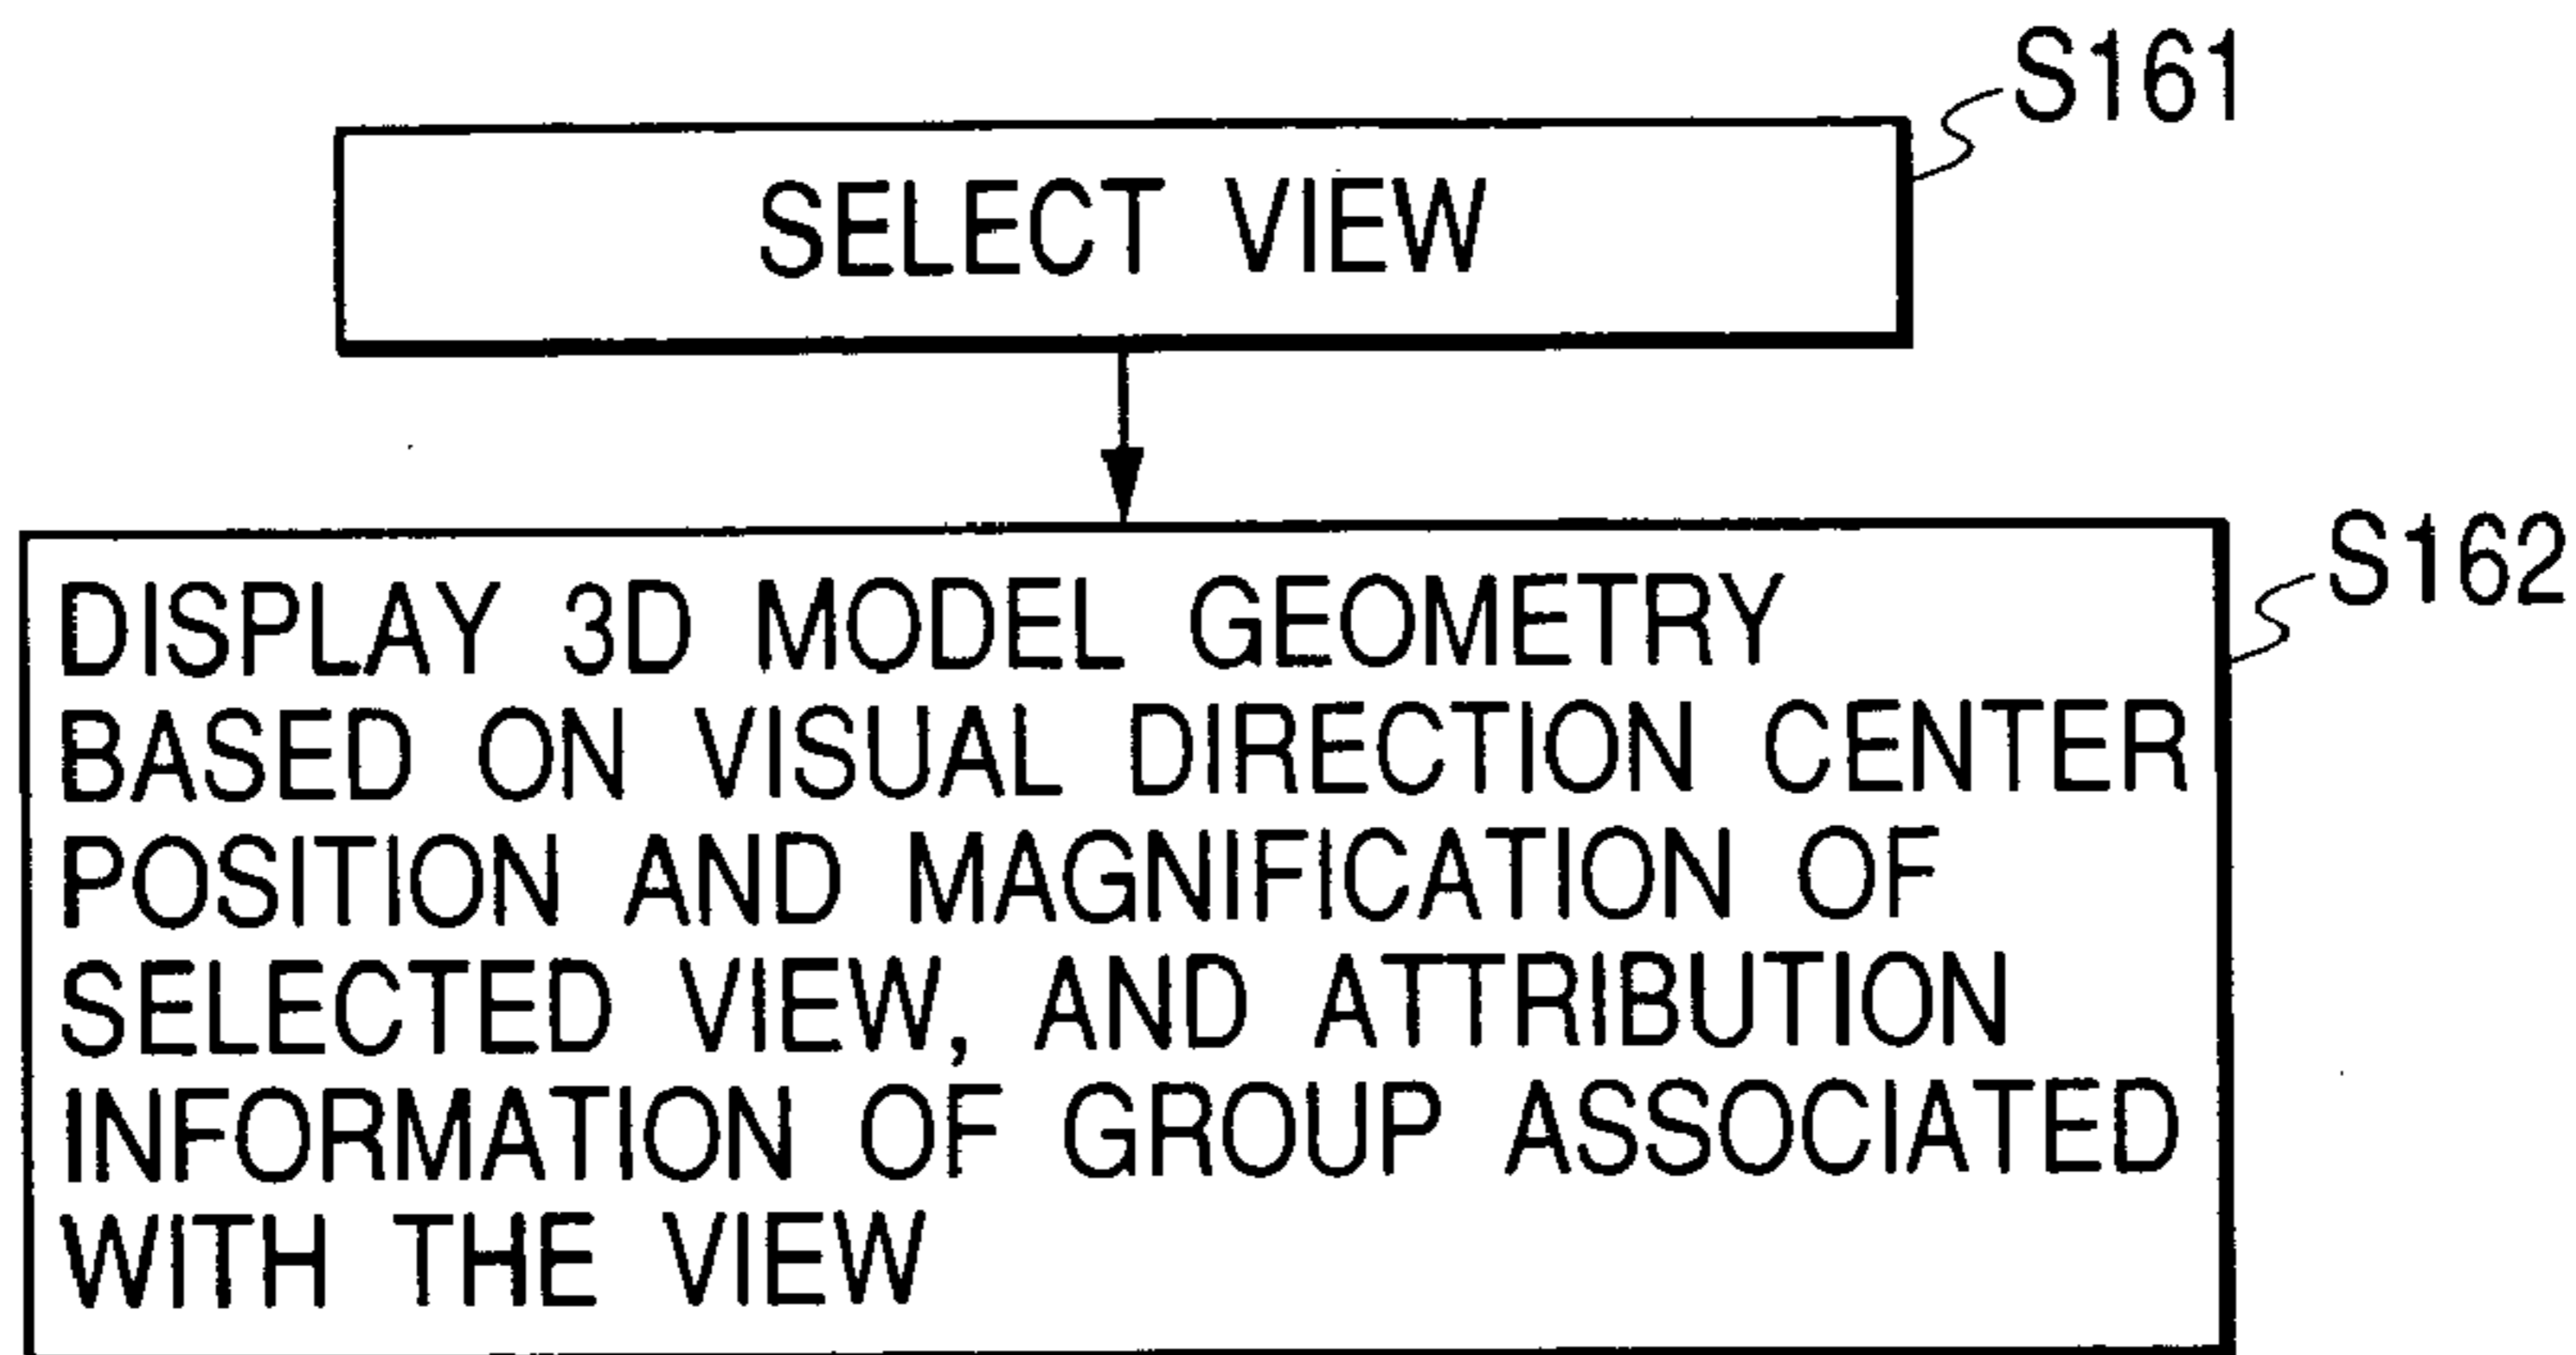 S161
SELECT VIEW
S162
DISPLAY 3D MODEL GEOMETRY
BASED ON VISUAL DIRECTION CENTER
POSITION AND MAGNIFICATION OF
SELECTED VIEW, AND ATTRIBUTION
INFORMATION OF GROUP ASSOCIATED
WITH THE VIEW